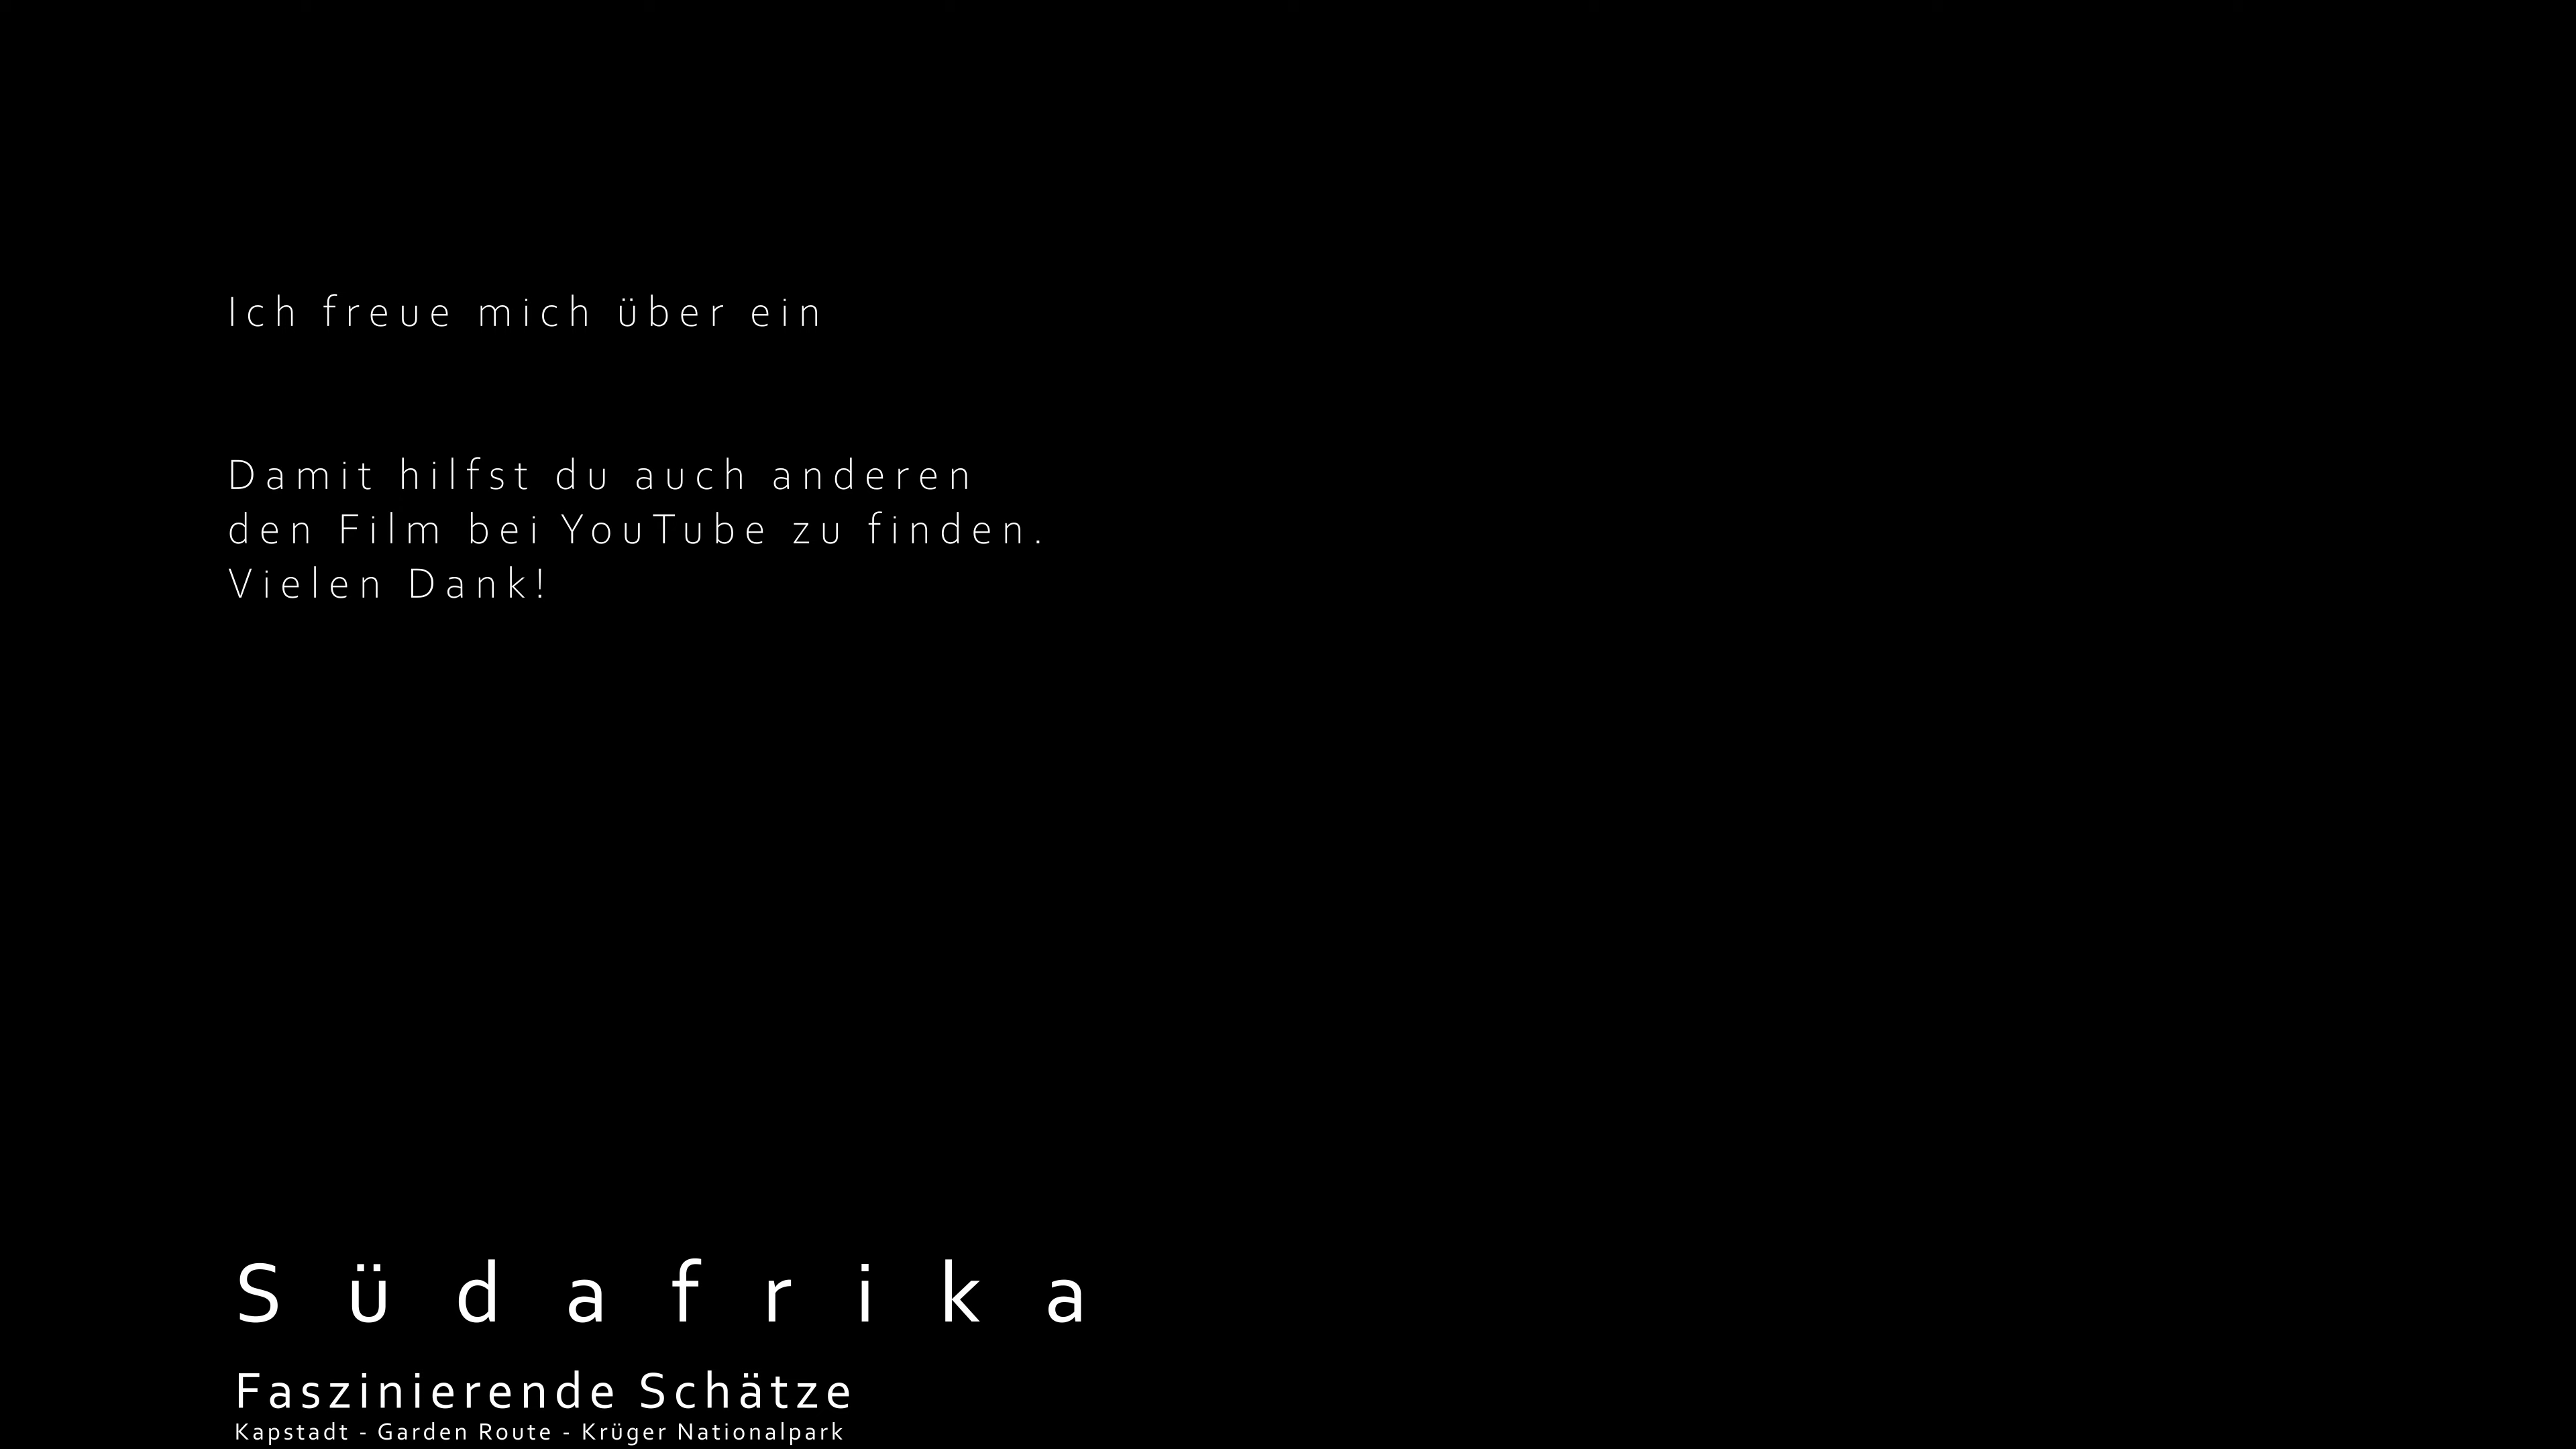 Ich freue mich über ein
Damit hilfst du auch anderen
den Film bei YouTube zu finden.
Vielen Dank!
Südafrika
Faszinierende Schätze
Kapstadt - Garden Route - Krüger Nationalpark